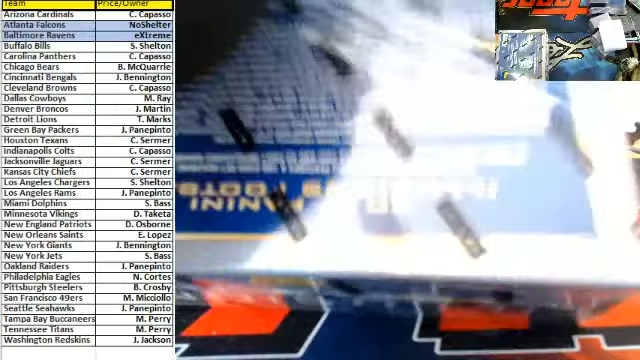 Team Price/Owner
Arizona Cardinals C. Capasso
Atlanta Falcons NoShelter
Baltimore Ravens eXtreme
Buffalo Bills S. Shelton
Carolina Panthers C. Capasso
Chicago Bears B. McQuarrie
Cincinnati Bengals J. Bennington
Cleveland Browns C. Capasso
Dallas Cowboys M. Ray
Denver Broncos J. Martin
Detroit Lions T. Marks
Green Bay Packers J. Panepinto
Houston Texans C. Sermer
Indianapolis Colts C. Capasso
Jacksonville Jaguars C. Sermer
Kansas City Chiefs C. Sermer
Los Angeles Chargers S. Shelton
Los Angeles Rams J. Panepinto
Miami Dolphins S. Bass
Minnesota Vikings D. Taketa
New England Patriots D. Osborne
New Orleans Saints E. Lopez
New York Giants J. Bennington
New York Jets S. Bass
Oakland Raiders J. Panepinto
Philadelphia Eagles N. Cortes
Pittsburgh Steelers B. Crosby
San Francisco 49ers M. Micciolo
Seattle Seahawks J. Panepinto
Tampa Bay Buccaneers M. Perry
Tennessee Titans M. Perry
Washington Redskins J. Jackson
PANINI